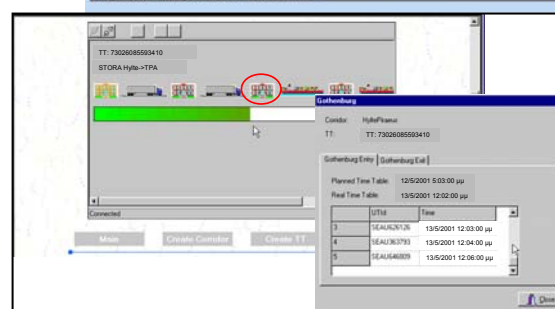 TT: 73026085593410
STORA Hylte->TPA
Connected
Main Create Corridor Create TT
Gothenburg
Corridor: HyltePiraeus
TT: TT: 73026085593410
Gothenburg Entry Gothenburg Exit
Planned Time Table: 12/5/2001 5:03:00 μμ
Real Time Table: 13/5/2001 12:02:00 μμ
UTId Time
3 SEAU626126 13/5/2001 12:03:00 μμ
4 SEAU363793 13/5/2001 12:04:00 μμ
5 SEAU646809 13/5/2001 12:06:00 μμ
Close